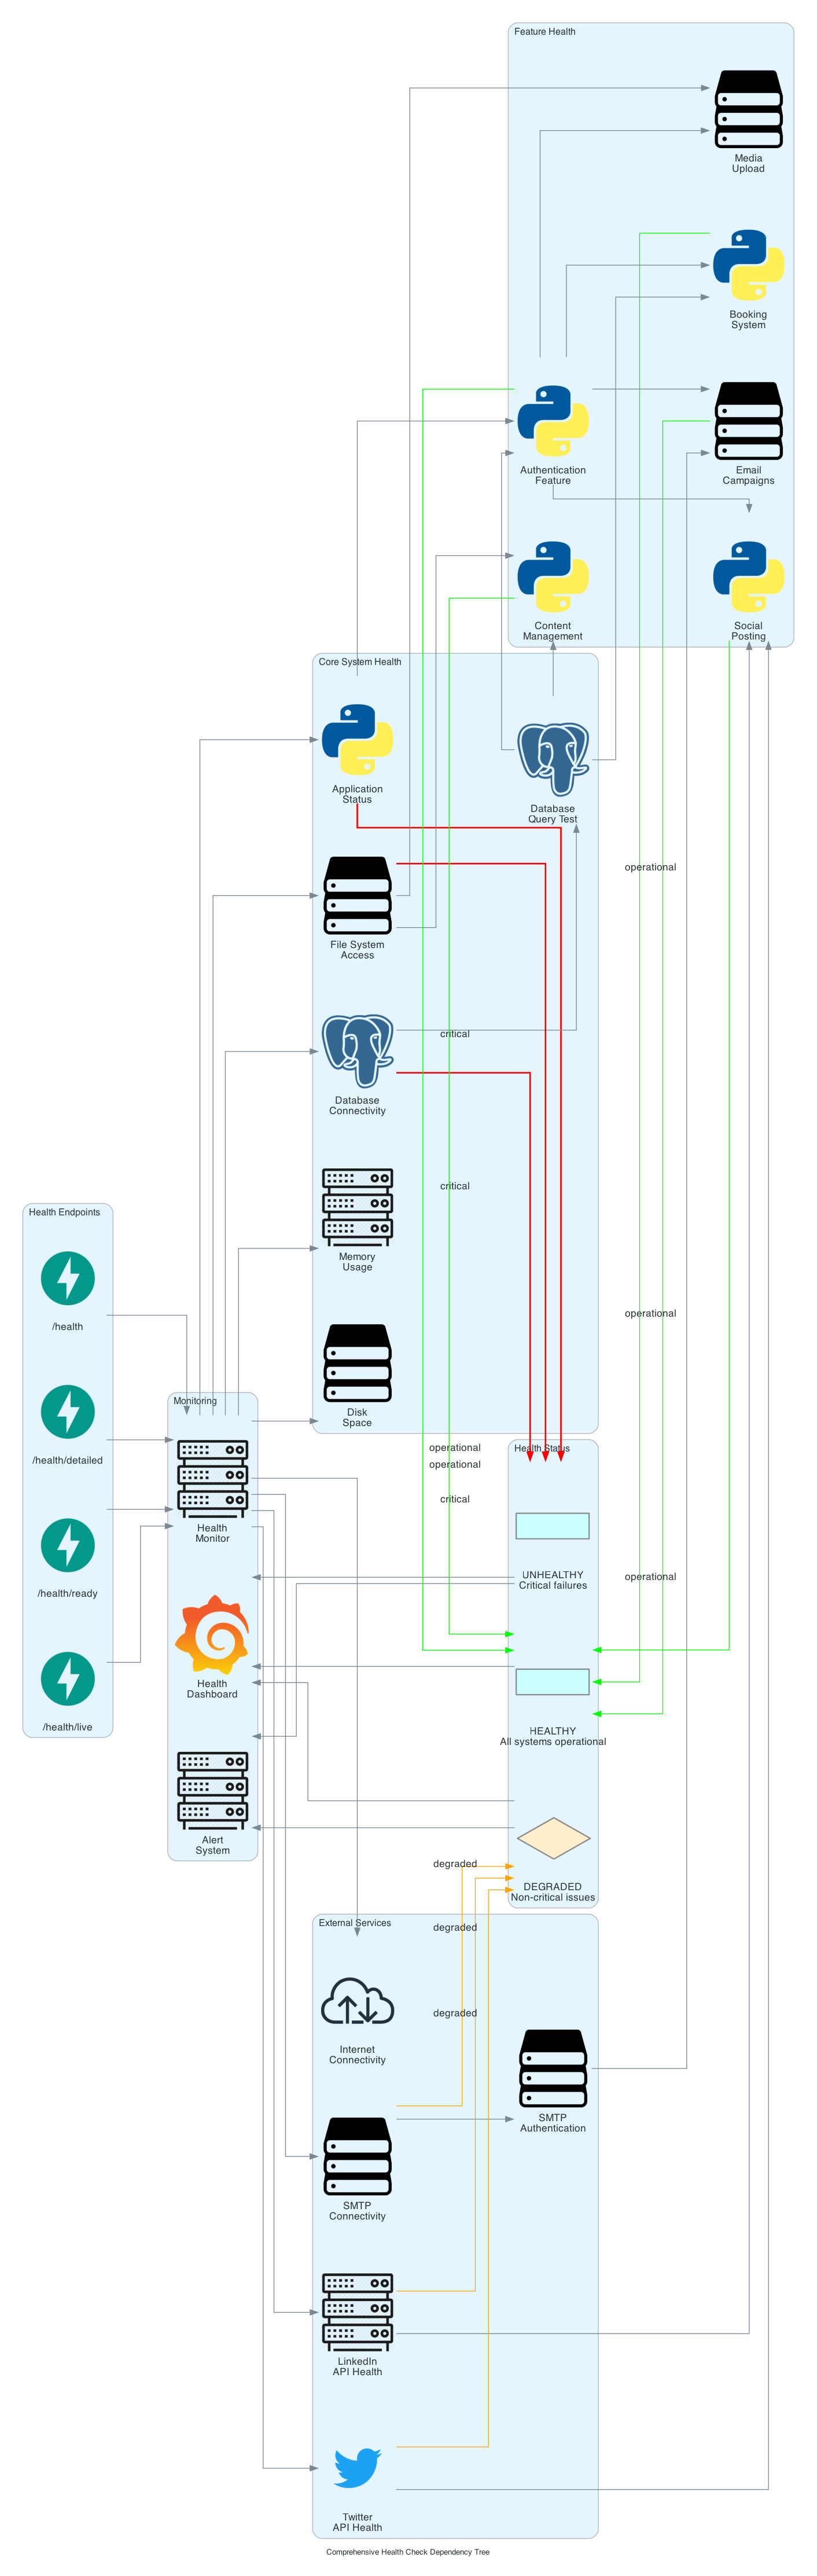 Feature Health
Media
Upload
Booking
System
Authentication
Feature
Email
Campaigns
Content
Management
Social
Posting
Core System Health
Application
Status
Database
Query Test
operational
File System
Access
critical
Database
Connectivity
critical
Memory
Usage
Health Endpoints
/health
operational
Disk
Space
Monitoring
/health/detailed
operational
Health Status
operational
critical
Health
Monitor
UNHEALTHY
Critical failures
operational
/health/ready
Health
Dashboard
/health/live
HEALTHY
All systems operational
Alert
System
degraded
DEGRADED
Non-critical issues
External Services
degraded
degraded
Internet
Connectivity
SMTP
Authentication
SMTP
Connectivity
LinkedIn
API Health
Twitter
API Health
Comprehensive Health Check Dependency Tree